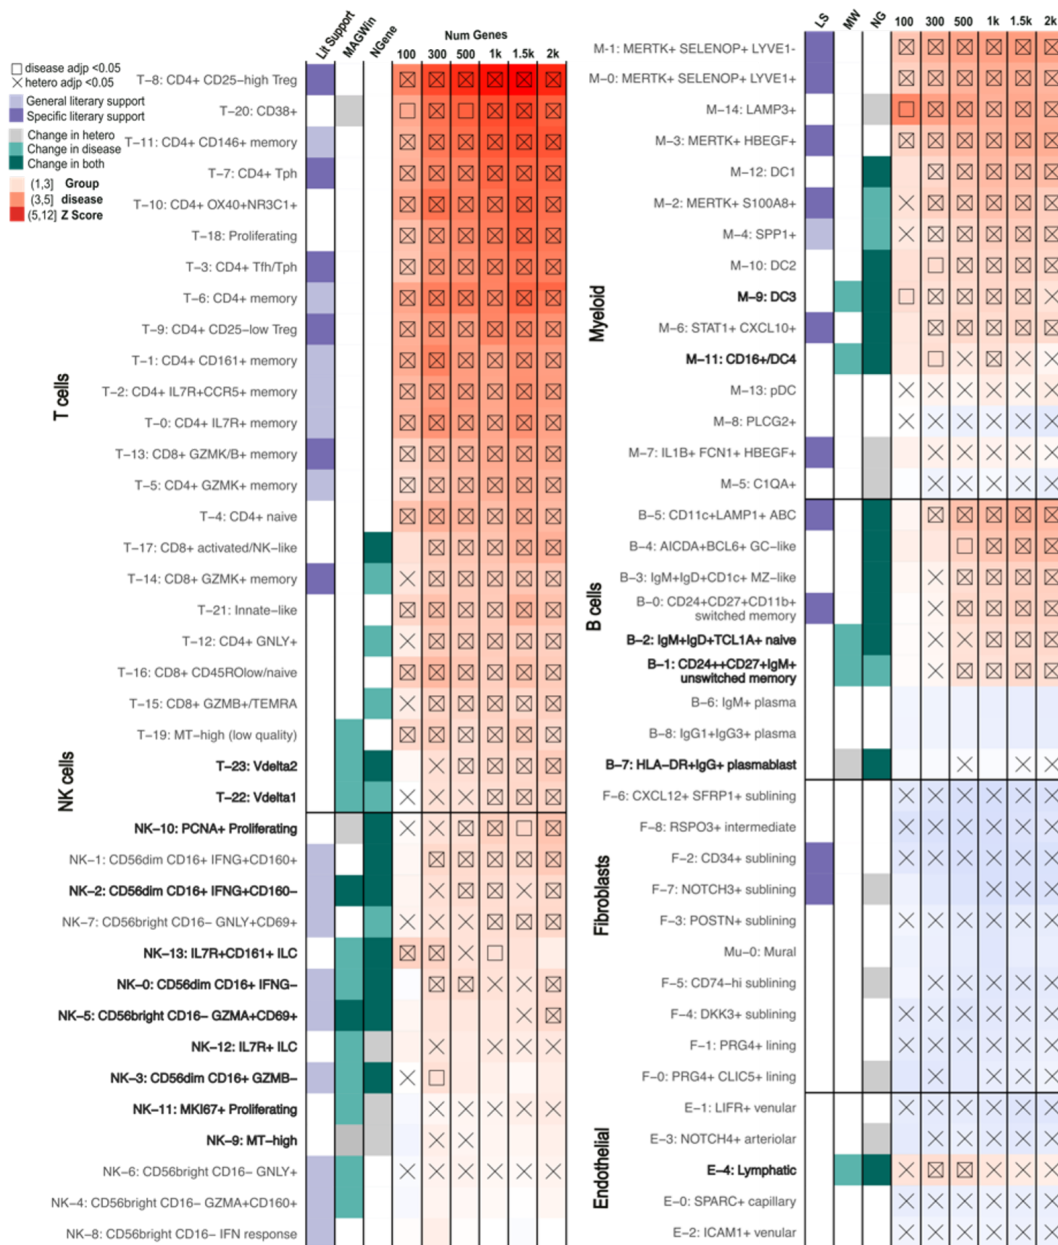 Lit Support
MAGWin
NGene
Num Genes
100 300 500 1k 1.5k 2k
disease adjp <0.05
hetero adjp <0.05
General literary support
Specific literary support
Change in hetero
Change in disease
Change in both
(1,3] Group
(3,5] disease
(5,12] Z Score
T cells
T-8: CD4+ CD25-high Treg
T-20: CD38+
T-11: CD4+ CD146+ memory
T-7: CD4+ Tph
T-10: CD4+ OX40+NR3C1+
T-18: Proliferating
T-3: CD4+ Tfh/Tph
T-6: CD4+ memory
T-9: CD4+ CD25-low Treg
T-1: CD4+ CD161+ memory
T-2: CD4+ IL7R+CCR5+ memory
T-0: CD4+ IL7R+ memory
T-13: CD8+ GZMK/B+ memory
T-5: CD4+ GZMK+ memory
T-4: CD4+ naive
T-17: CD8+ activated/NK-like
T-14: CD8+ GZMK+ memory
T-21: Innate-like
T-12: CD4+ GNLY+
T-16: CD8+ CD45ROlow/naive
T-15: CD8+ GZMB+/TEMRA
T-19: MT-high (low quality)
T-23: Vdelta2
T-22: Vdelta1
NK cells
NK-10: PCNA+ Proliferating
NK-1: CD56dim CD16+ IFNG+CD160+
NK-2: CD56dim CD16+ IFNG+CD160-
NK-7: CD56bright CD16- GNLY+CD69+
NK-13: IL7R+CD161+ ILC
NK-0: CD56dim CD16+ IFNG-
NK-5: CD56bright CD16- GZMA+CD69+
NK-12: IL7R+ ILC
NK-3: CD56dim CD16+ GZMB-
NK-11: MKI67+ Proliferating
NK-9: MT-high
NK-6: CD56bright CD16- GNLY+
NK-4: CD56bright CD16- GZMA+CD160+
NK-8: CD56bright CD16- IFN response
LS
MW
NG
100 300 500 1k 1.5k 2k
Myeloid
M-1: MERTK+ SELENOP+ LYVE1-
M-0: MERTK+ SELENOP+ LYVE1+
M-14: LAMP3+
M-3: MERTK+ HBEGF+
M-12: DC1
M-2: MERTK+ S100A8+
M-4: SPP1+
M-10: DC2
M-9: DC3
M-6: STAT1+ CXCL10+
M-11: CD16+/DC4
M-13: pDC
M-8: PLCG2+
M-7: IL1B+ FCN1+ HBEGF+
M-5: C1QA+
B cells
B-5: CD11c+LAMP1+ ABC
B-4: AICDA+BCL6+ GC-like
B-3: IgM+IgD+CD1c+ MZ-like
B-0: CD24+CD27+CD11b+
switched memory
B-2: IgM+IgD+TCL1A+ naive
B-1: CD24++CD27+IgM+
unswitched memory
B-6: IgM+ plasma
B-8: IgG1+IgG3+ plasma
B-7: HLA-DR+IgG+ plasmablast
Fibroblasts
F-6: CXCL12+ SFRP1+ sublining
F-8: RSPO3+ intermediate
F-2: CD34+ sublining
F-7: NOTCH3+ sublining
F-3: POSTN+ sublining
Mu-0: Mural
F-5: CD74-hi sublining
F-4: DKK3+ sublining
F-1: PRG4+ lining
F-0: PRG4+ CLIC5+ lining
Endothelial
E-1: LIFR+ venular
E-3: NOTCH4+ arteriolar
E-4: Lymphatic
E-0: SPARC+ capillary
E-2: ICAM1+ venular